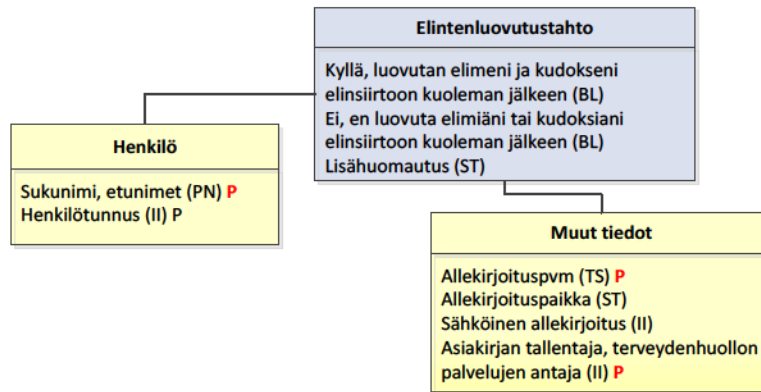 Elintenluovutustahto
Kyllä, luovutan elimeni ja kudokseni
elinsiirtoon kuoleman jälkeen (BL)
Ei, en luovuta elimiäni tai kudoksiani
elinsiirtoon kuoleman jälkeen (BL)
Lisähuomautus (ST)
Henkilö
Sukunimi, etunimet (PN) P
Henkilötunnus (II) P
Muut tiedot
Allekirjoituspvm (TS) P
Allekirjoituspaikka (ST)
Sähköinen allekirjoitus (II)
Asiakirjan tallentaja, terveydenhuollon
palvelujen antaja (II) P